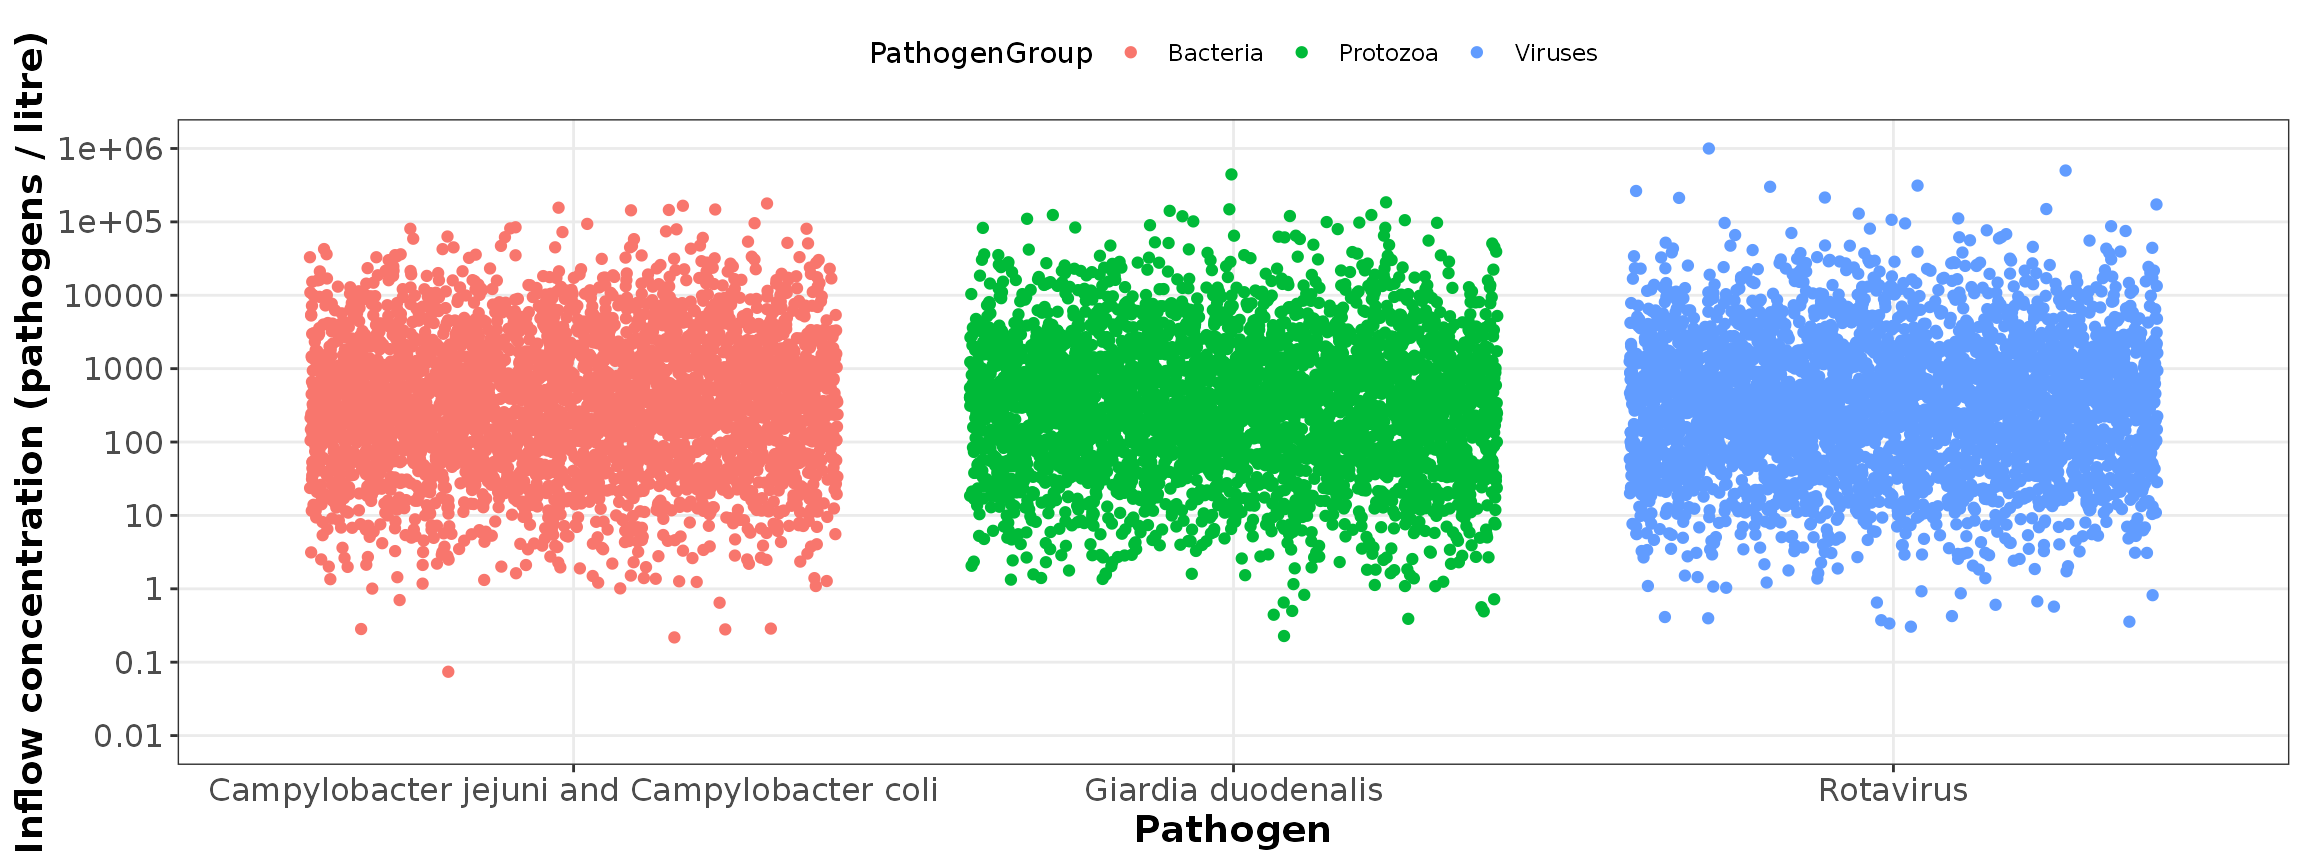 PathogenGroup Bacteria Protozoa Viruses
Inflow concentration (pathogens / litre)
1e+06
1e+05
10000
1000
100
10
1
0.1
0.01
Campylobacter jejuni and Campylobacter coli Giardia duodenalis Rotavirus
Pathogen